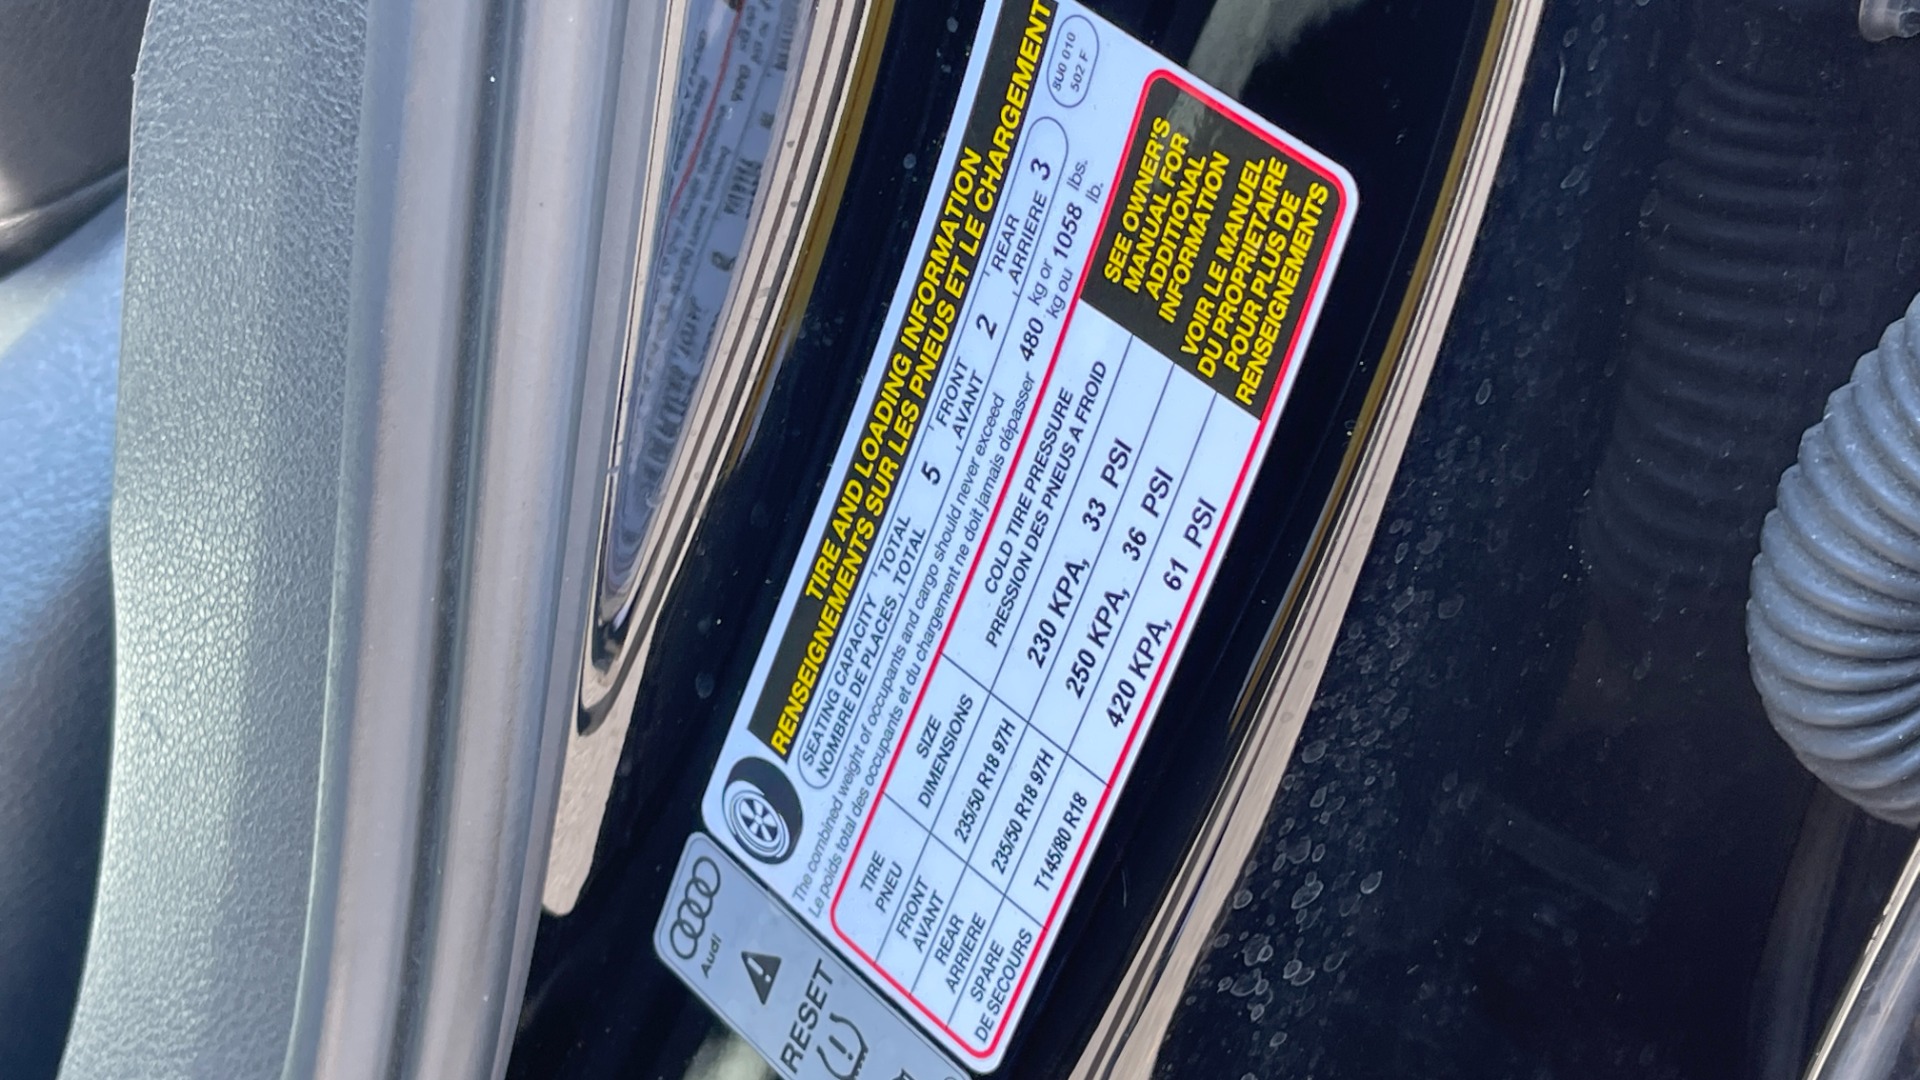 TIRE AND LOADING INFORMATION
RENSEIGNEMENTS SUR LES PNEUS ET LE CHARGEMENT
8U0 010
502 F
SEATING CAPACITY TOTAL 5 FRONT 2 REAR 3
NOMBRE DE PLACES TOTAL AVANT ARRIERE
The combined weight of occupants and cargo should never exceed 480 kg or 1058 lbs.
Le poids total des occupants et du chargement ne doit jamais dépasser kg ou lb.
TIRE SIZE COLD TIRE PRESSURE
PNEU DIMENSIONS PRESSION DES PNEUS A FROID
FRONT
AVANT 235/50 R18 97H 230 KPA, 33 PSI
REAR
ARRIERE 235/50 R18 97H 250 KPA, 36 PSI
SPARE
DE SECOURS T145/80 R18 420 KPA, 61 PSI
SEE OWNER'S
MANUAL FOR
ADDITIONAL
INFORMATION
VOIR LE MANUEL
DU PROPRIETAIRE
POUR PLUS DE
RENSEIGNEMENTS
Audi
RESET